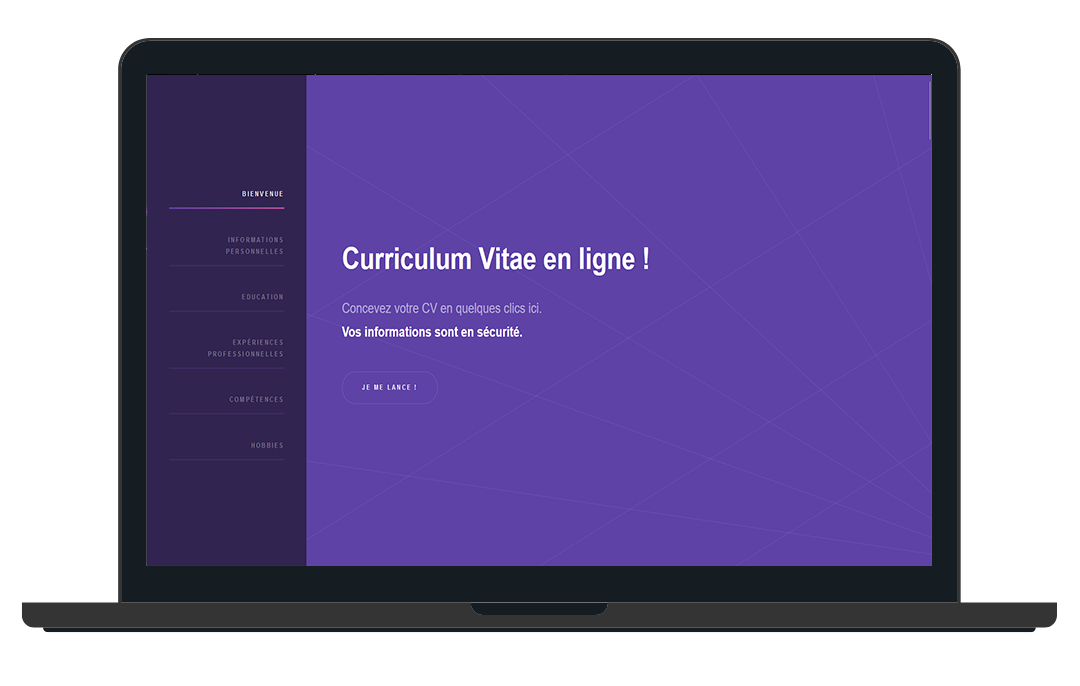 BIENVENUE
INFORMATIONS
PERSONNELLES
EDUCATION
EXPÉRIENCES
PROFESSIONNELLES
COMPÉTENCES
HOBBIES
Curriculum Vitae en ligne !
Concevez votre CV en quelques clics ici.
Vos informations sont en sécurité.
JE ME LANCE !